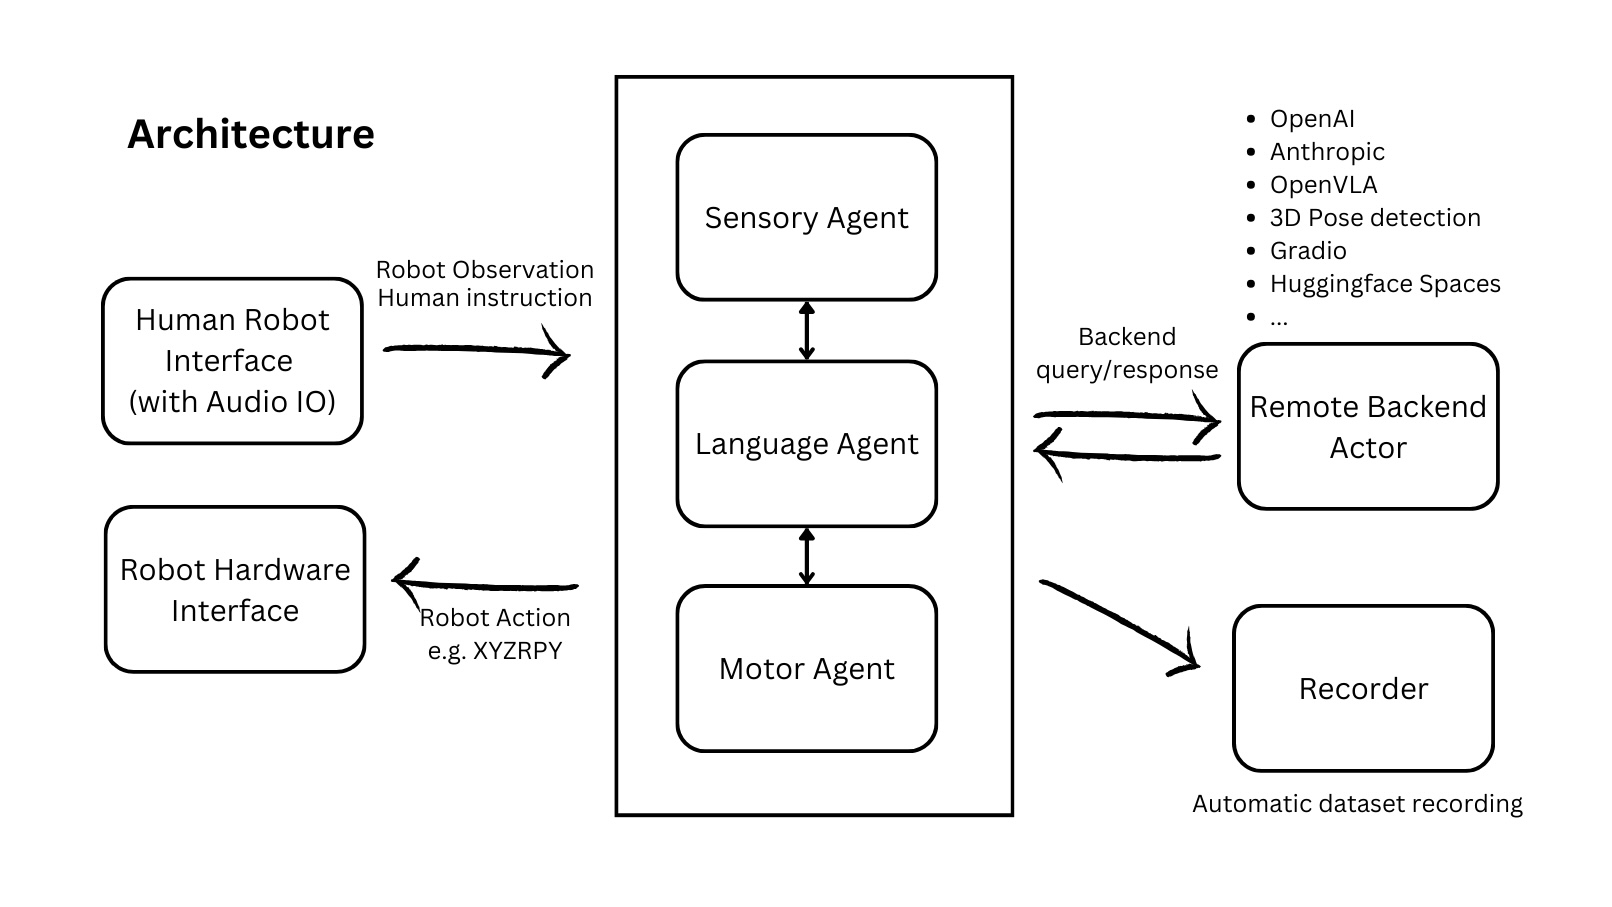 Architecture
Human Robot
Interface
(with Audio IO)
Robot Observation
Human instruction
Robot Hardware
Interface
Robot Action
e.g. XYZRPY
Sensory Agent
Language Agent
Motor Agent
Backend
query/response
• OpenAI
• Anthropic
• OpenVLA
• 3D Pose detection
• Gradio
• Huggingface Spaces
• ...
Remote Backend
Actor
Recorder
Automatic dataset recording